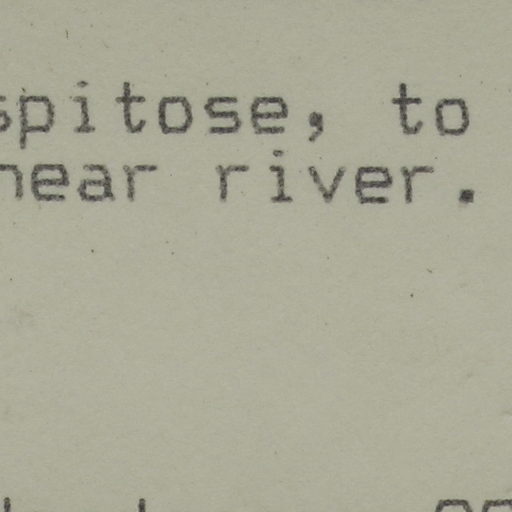 spitose, to
near river.